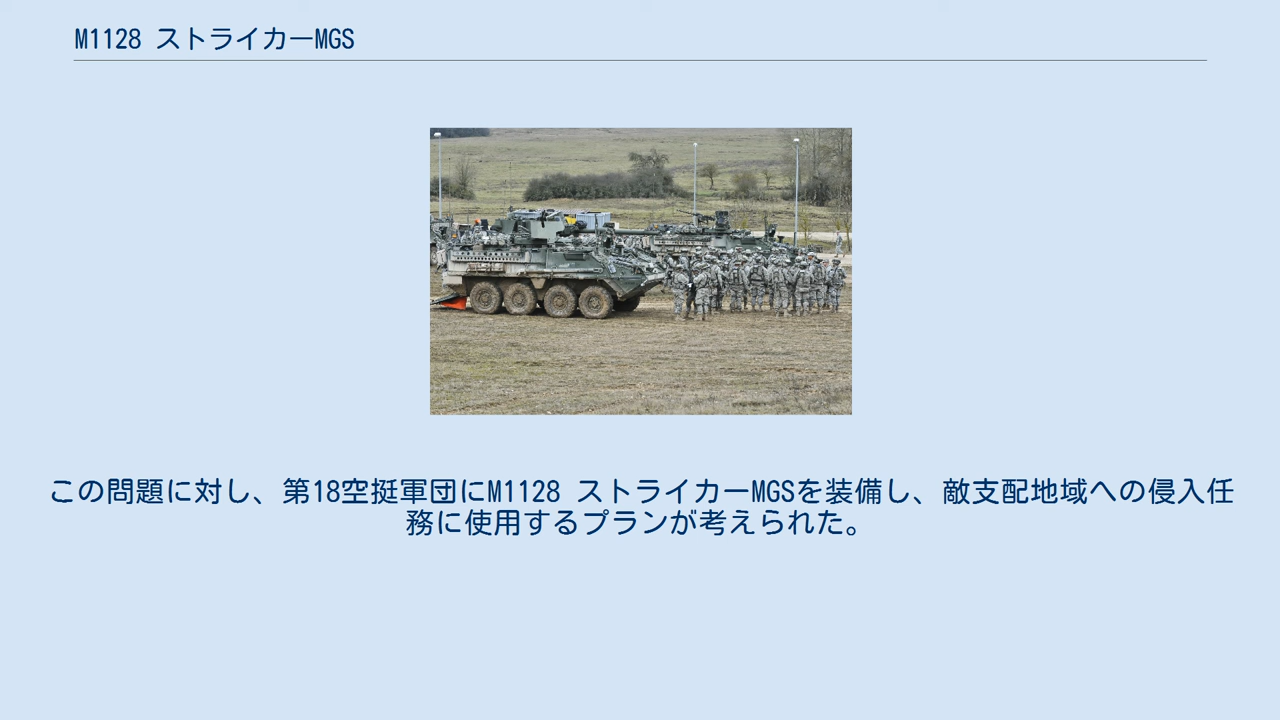 M1128 ストライカーMGS
この問題に対し、第18空挺軍団にM1128 ストライカーMGSを装備し、敵支配地域への侵入任
務に使用するプランが考えられた。